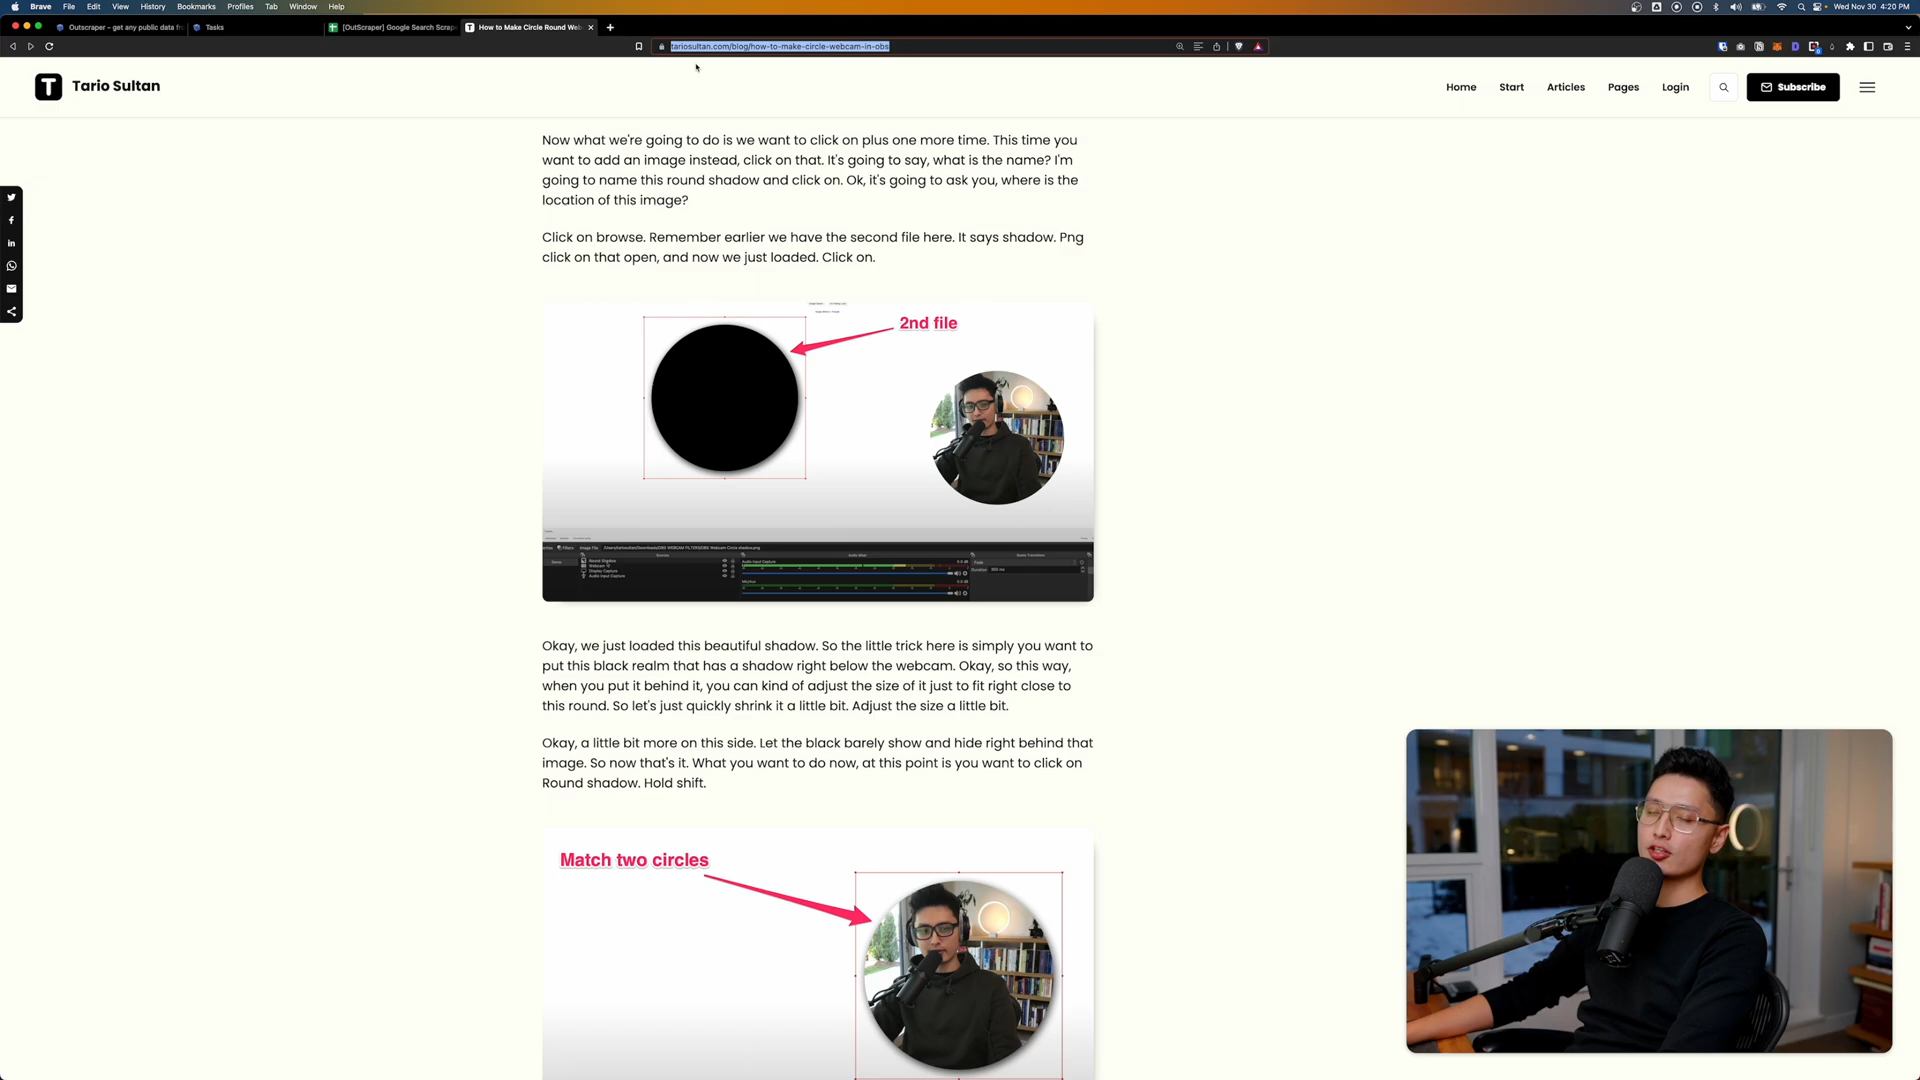 Brave File Edit View History Bookmarks Profiles Tab Window Help
Wed Nov 30 4:20 PM
Outscraper - get any public data fr
Tasks
[OutScraper] Google Search Scrap
How to Make Circle Round Web
tariosultan.com/blog/how-to-make-circle-webcam-in-obs
T Tario Sultan
Home Start Articles Pages Login Subscribe
Now what we're going to do is we want to click on plus one more time. This time you
want to add an image instead, click on that. It's going to say, what is the name? I'm
going to name this round shadow and click on. Ok, it's going to ask you, where is the
location of this image?
Click on browse. Remember earlier we have the second file here. It says shadow. Png
click on that open, and now we just loaded. Click on.
2nd file
Okay, we just loaded this beautiful shadow. So the little trick here is simply you want to
put this black realm that has a shadow right below the webcam. Okay, so this way,
when you put it behind it, you can kind of adjust the size of it just to fit right close to
this round. So let's just quickly shrink it a little bit. Adjust the size a little bit.
Okay, a little bit more on this side. Let the black barely show and hide right behind that
image. So now that's it. What you want to do now, at this point is you want to click on
Round shadow. Hold shift.
Match two circles